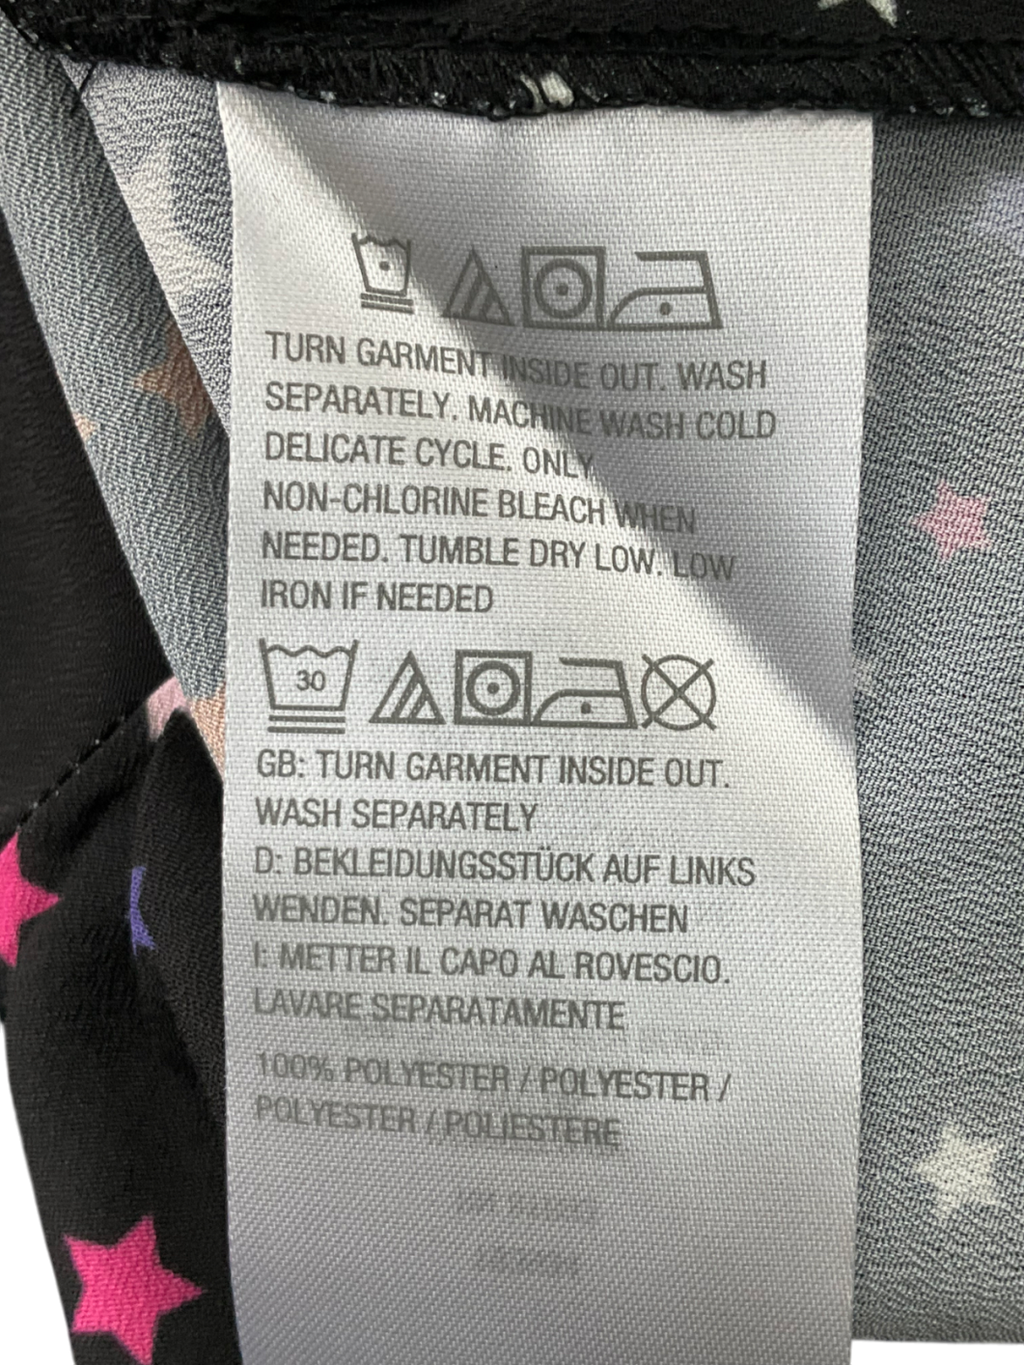 TURN GARMENT INSIDE OUT. WASH
SEPARATELY. MACHINE WASH COLD
DELICATE CYCLE. ONLY
NON-CHLORINE BLEACH WHEN
NEEDED. TUMBLE DRY LOW. LOW
IRON IF NEEDED
30
GB: TURN GARMENT INSIDE OUT.
WASH SEPARATELY
D: BEKLEIDUNGSSTÜCK AUF LINKS
WENDEN. SEPARAT WASCHEN
I: METTER IL CAPO AL ROVESCIO.
LAVARE SEPARATAMENTE
100% POLYESTER / POLYESTER /
POLYESTER / POLIESTERE